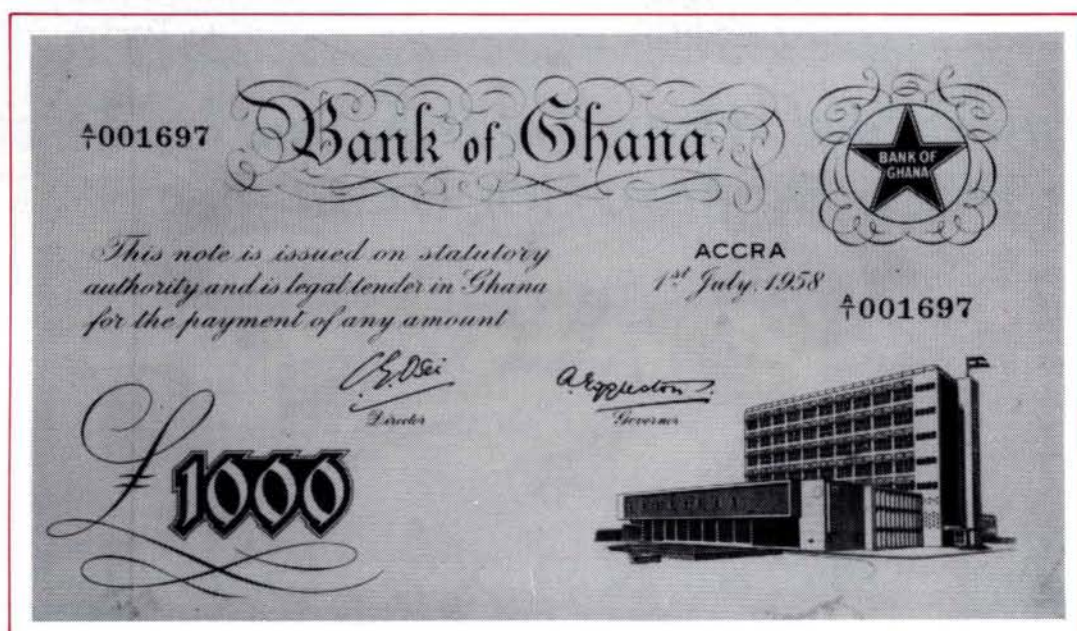 A/1 001697
Bank of Ghana
BANK OF
GHANA
This note is issued on statutory
authority and is legal tender in Ghana
for the payment of any amount
ACCRA
1st July, 1958
A/1 001697
Director
A. Eggleston
Governor
£1000